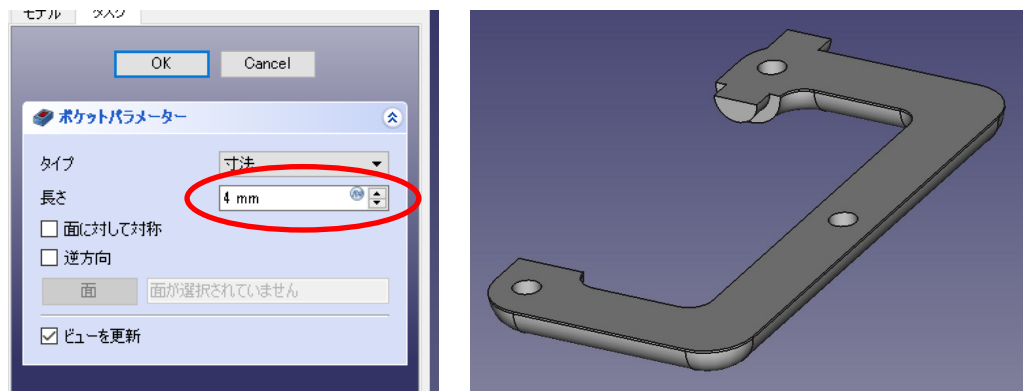 モデル タスク
OK Cancel
ポケットパラメーター
タイプ 寸法
長さ 4 mm
面に対して対称
逆方向
面 面が選択されていません
ビューを更新